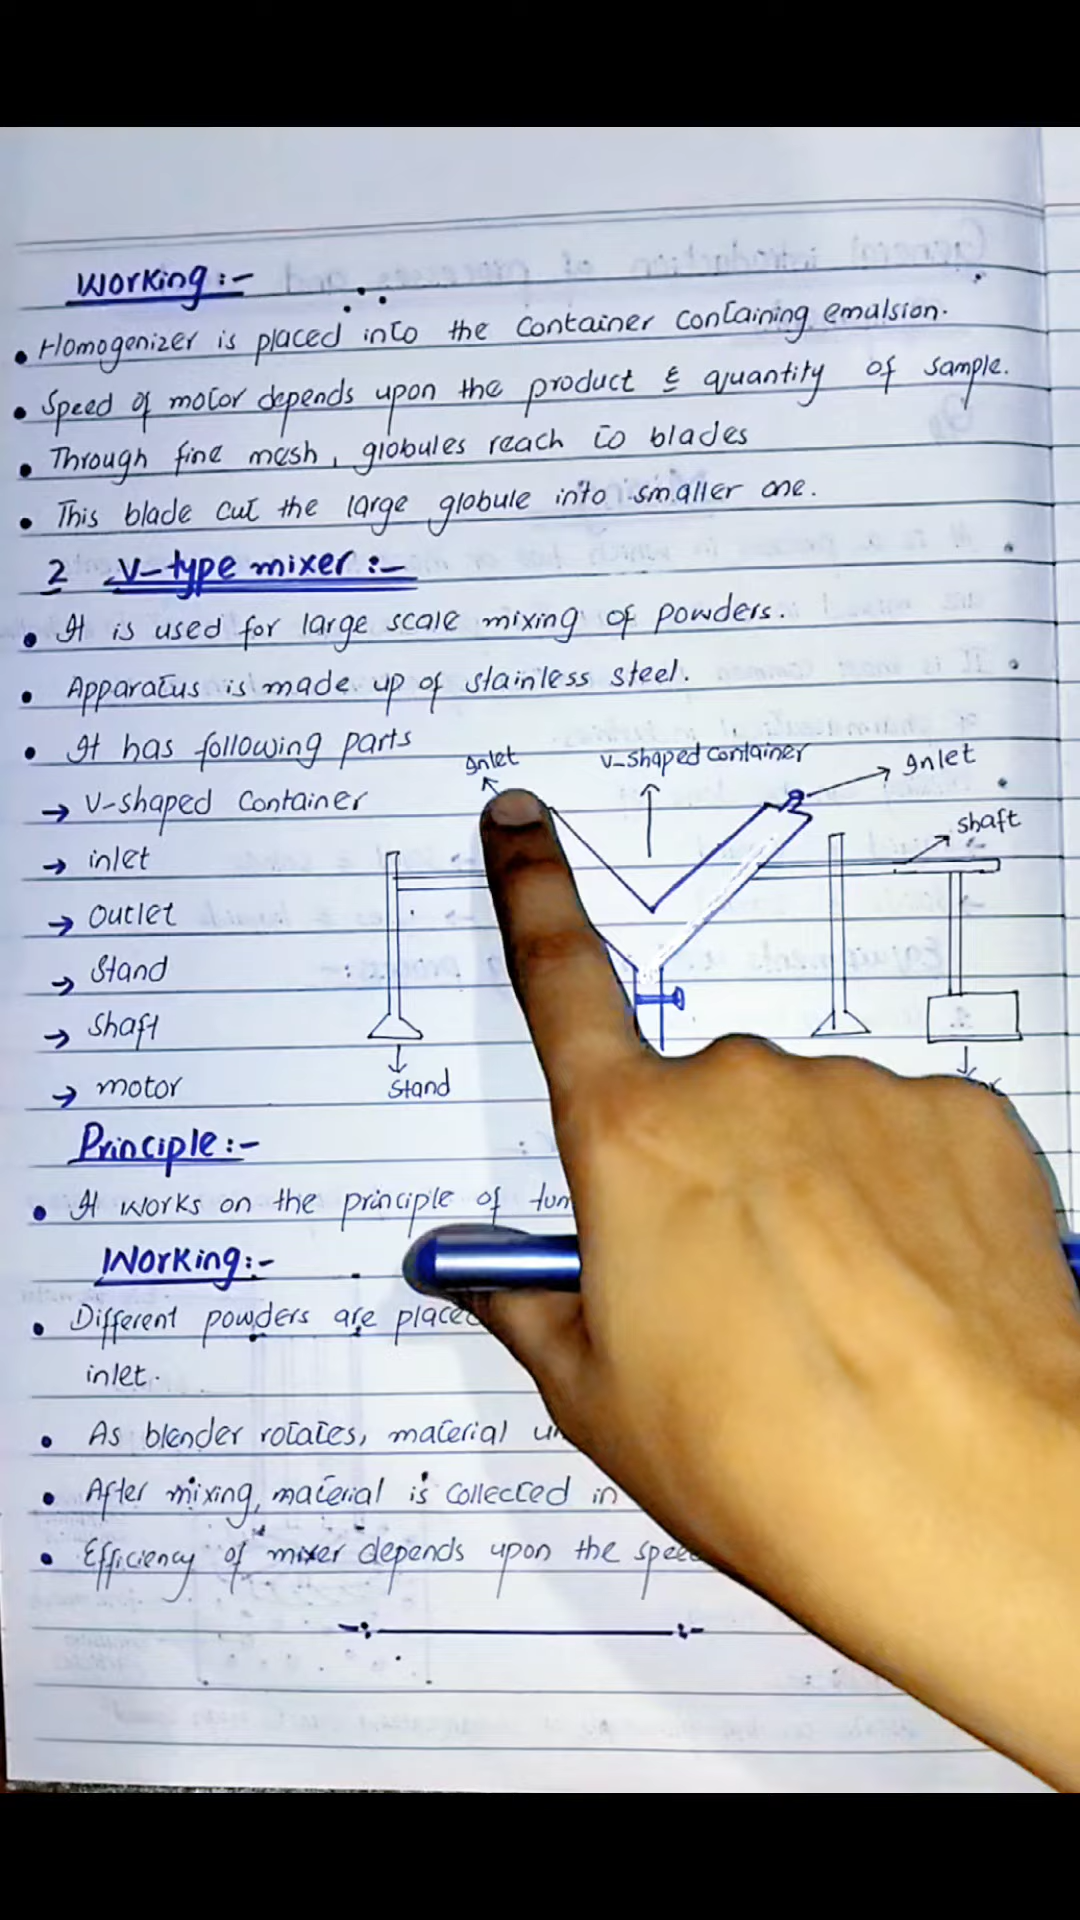 Working :-
• Homogenizer is placed into the container containing emulsion.
• Speed of motor depends upon the product & quantity of sample.
• Through fine mesh, globules reach to blades
• This blade cut the large globule into smaller one.
2 V-type mixer :-
• It is used for large scale mixing of powders.
• Apparatus is made up of stainless steel.
• It has following parts
Inlet
V-shaped container
Inlet
→ V-shaped Container
shaft
→ inlet
→ Outlet
→ Stand
→ Shaft
→ motor
Stand
Principle :-
• It works on the principle of
Working :-
• Different powders are placed
inlet.
• As blender rotates, material
• After mixing, material is collected in
• Efficiency of mixer depends upon the speed